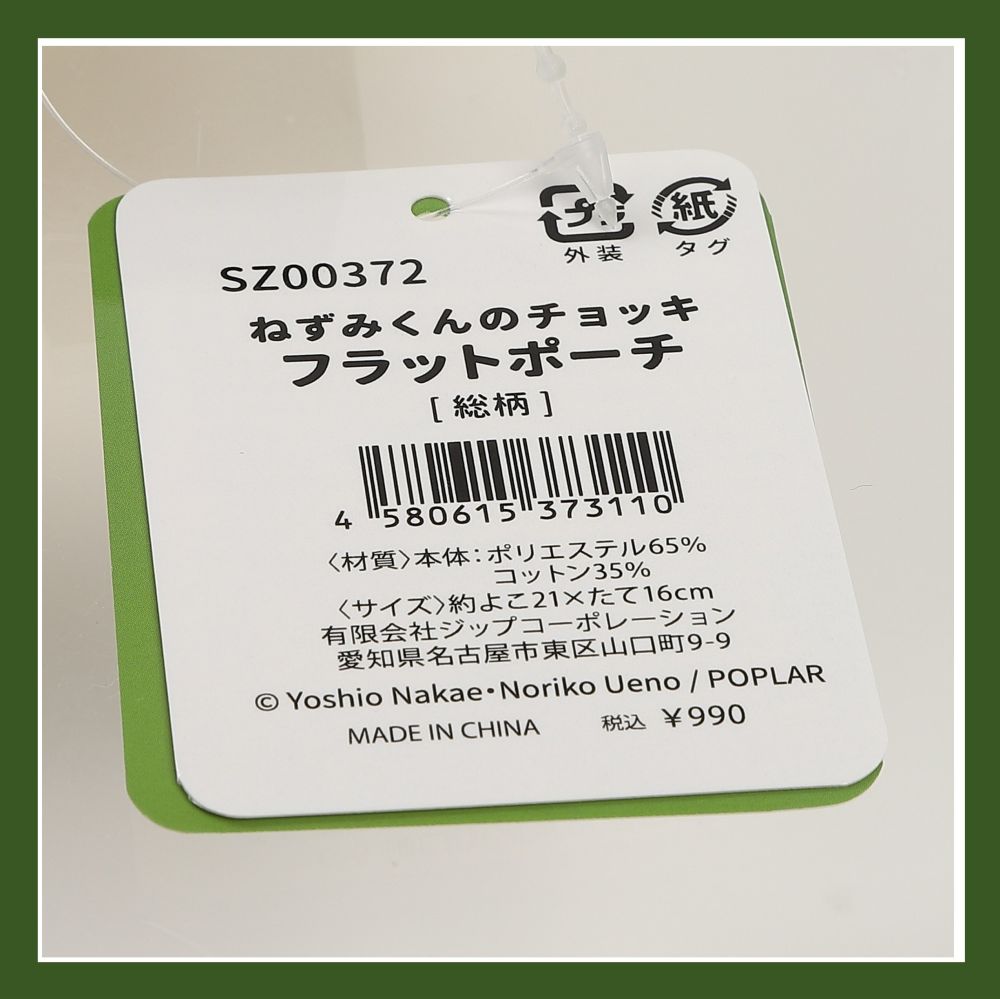 プラ 紙
外装 タグ
SZ00372
ねずみくんのチョッキ
フラットポーチ
[総柄]
4 580615 373110
〈材質〉本体：ポリエステル65%
コットン35%
〈サイズ〉約よこ21×たて16cm
有限会社ジップコーポレーション
愛知県名古屋市東区山口町9-9
© Yoshio Nakae・Noriko Ueno / POPLAR
MADE IN CHINA 税込 ¥990